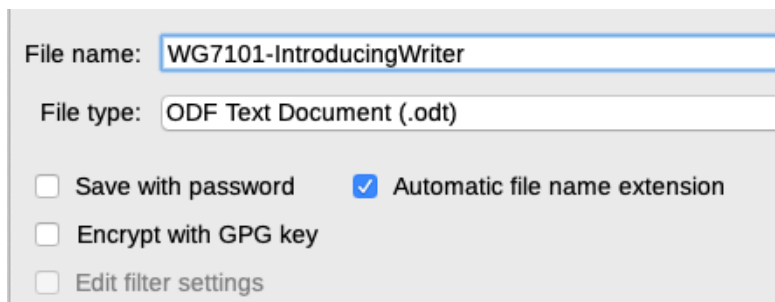 File name: WG7101-IntroducingWriter
File type: ODF Text Document (.odt)
Save with password Automatic file name extension
Encrypt with GPG key
Edit filter settings